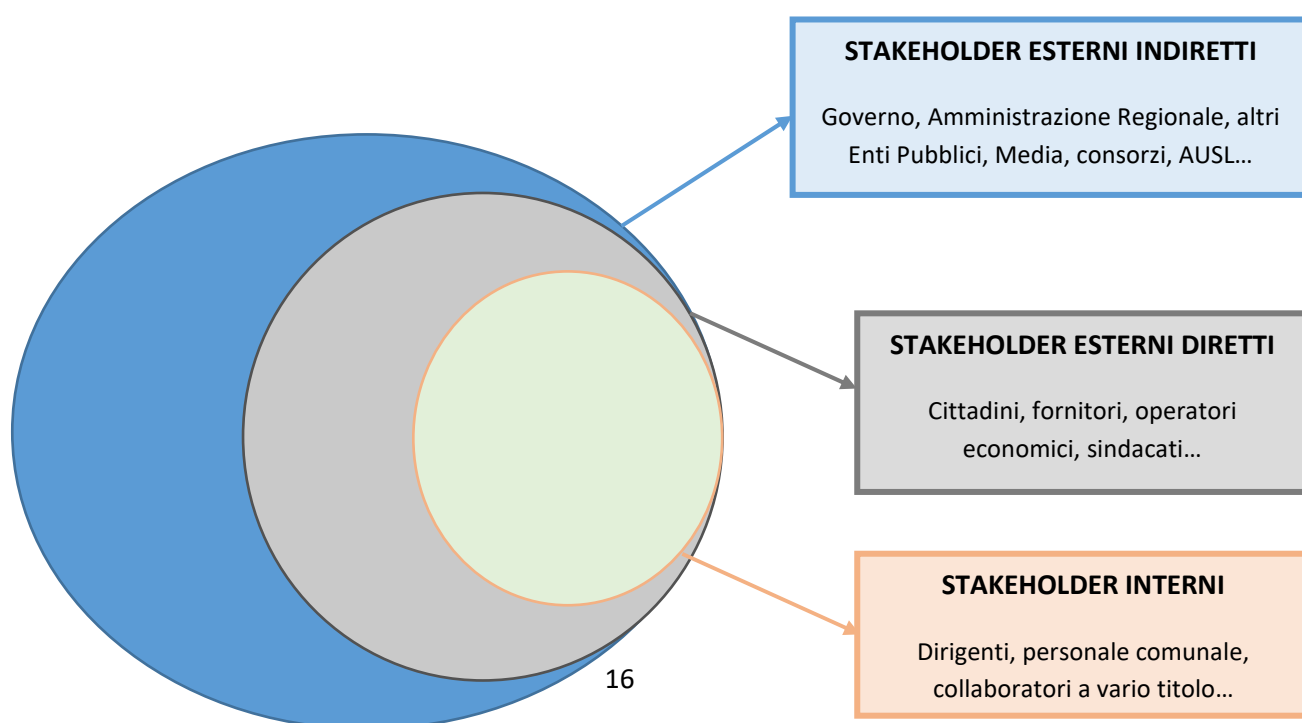 STAKEHOLDER ESTERNI INDIRETTI
Governo, Amministrazione Regionale, altri
Enti Pubblici, Media, consorzi, AUSL…
STAKEHOLDER ESTERNI DIRETTI
Cittadini, fornitori, operatori
economici, sindacati…
STAKEHOLDER INTERNI
Dirigenti, personale comunale,
collaboratori a vario titolo…
16